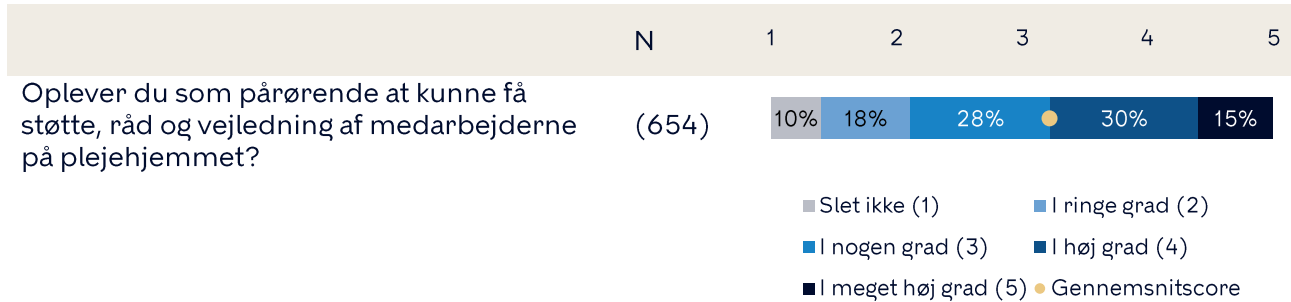 N 1 2 3 4 5
Oplever du som pårørende at kunne få
støtte, råd og vejledning af medarbejderne
på plejehjemmet?
(654) 10% 18% 28% 30% 15%
Slet ikke (1) I ringe grad (2)
I nogen grad (3) I høj grad (4)
I meget høj grad (5) Gennemsnitscore